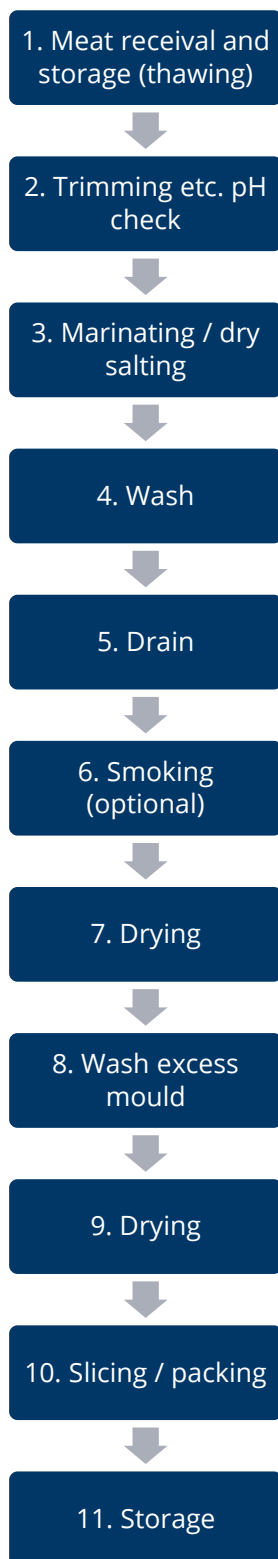 1. Meat receival and
storage (thawing)
2. Trimming etc. pH
check
3. Marinating / dry
salting
4. Wash
5. Drain
6. Smoking
(optional)
7. Drying
8. Wash excess
mould
9. Drying
10. Slicing / packing
11. Storage